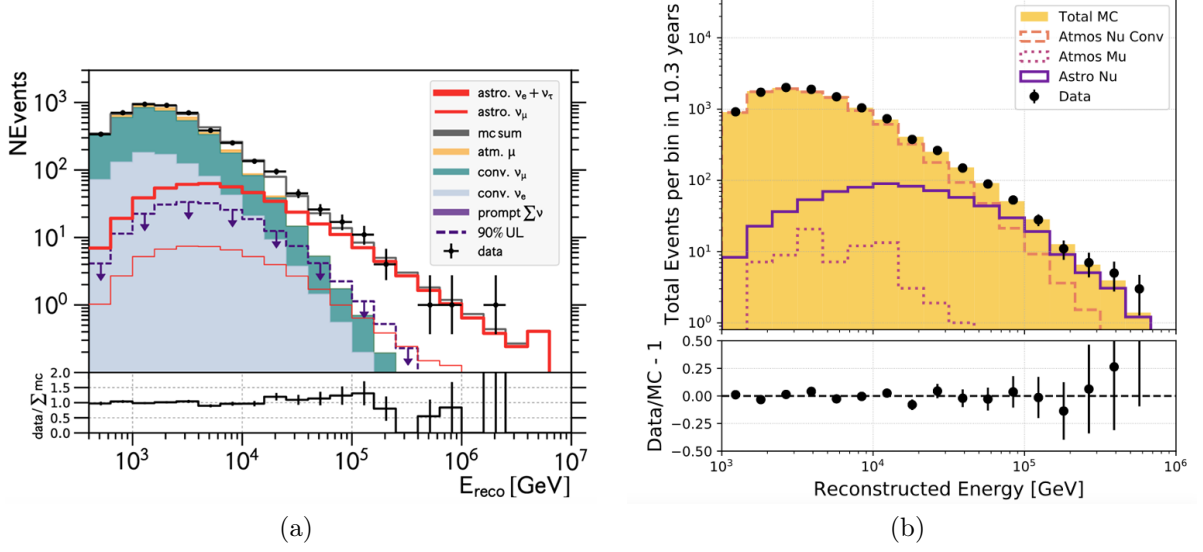 NEvents
10³
10²
10¹
10⁰
astro. νₑ + ντ
astro. νμ
mc sum
atm. μ
conv. νμ
conv. νₑ
prompt ∑ν
90% UL
data
data/∑mc
2.0
1.5
1.0
0.5
0.0
10³ 10⁴ 10⁵ 10⁶ 10⁷
E_reco [GeV]
(a)
Total Events per bin in 10.3 years
10⁴
10³
10²
10¹
10⁰
Total MC
Atmos Nu Conv
Atmos Mu
Astro Nu
Data
Data/MC - 1
0.50
0.25
0.00
−0.25
−0.50
10³ 10⁴ 10⁵ 10⁶
Reconstructed Energy [GeV]
(b)